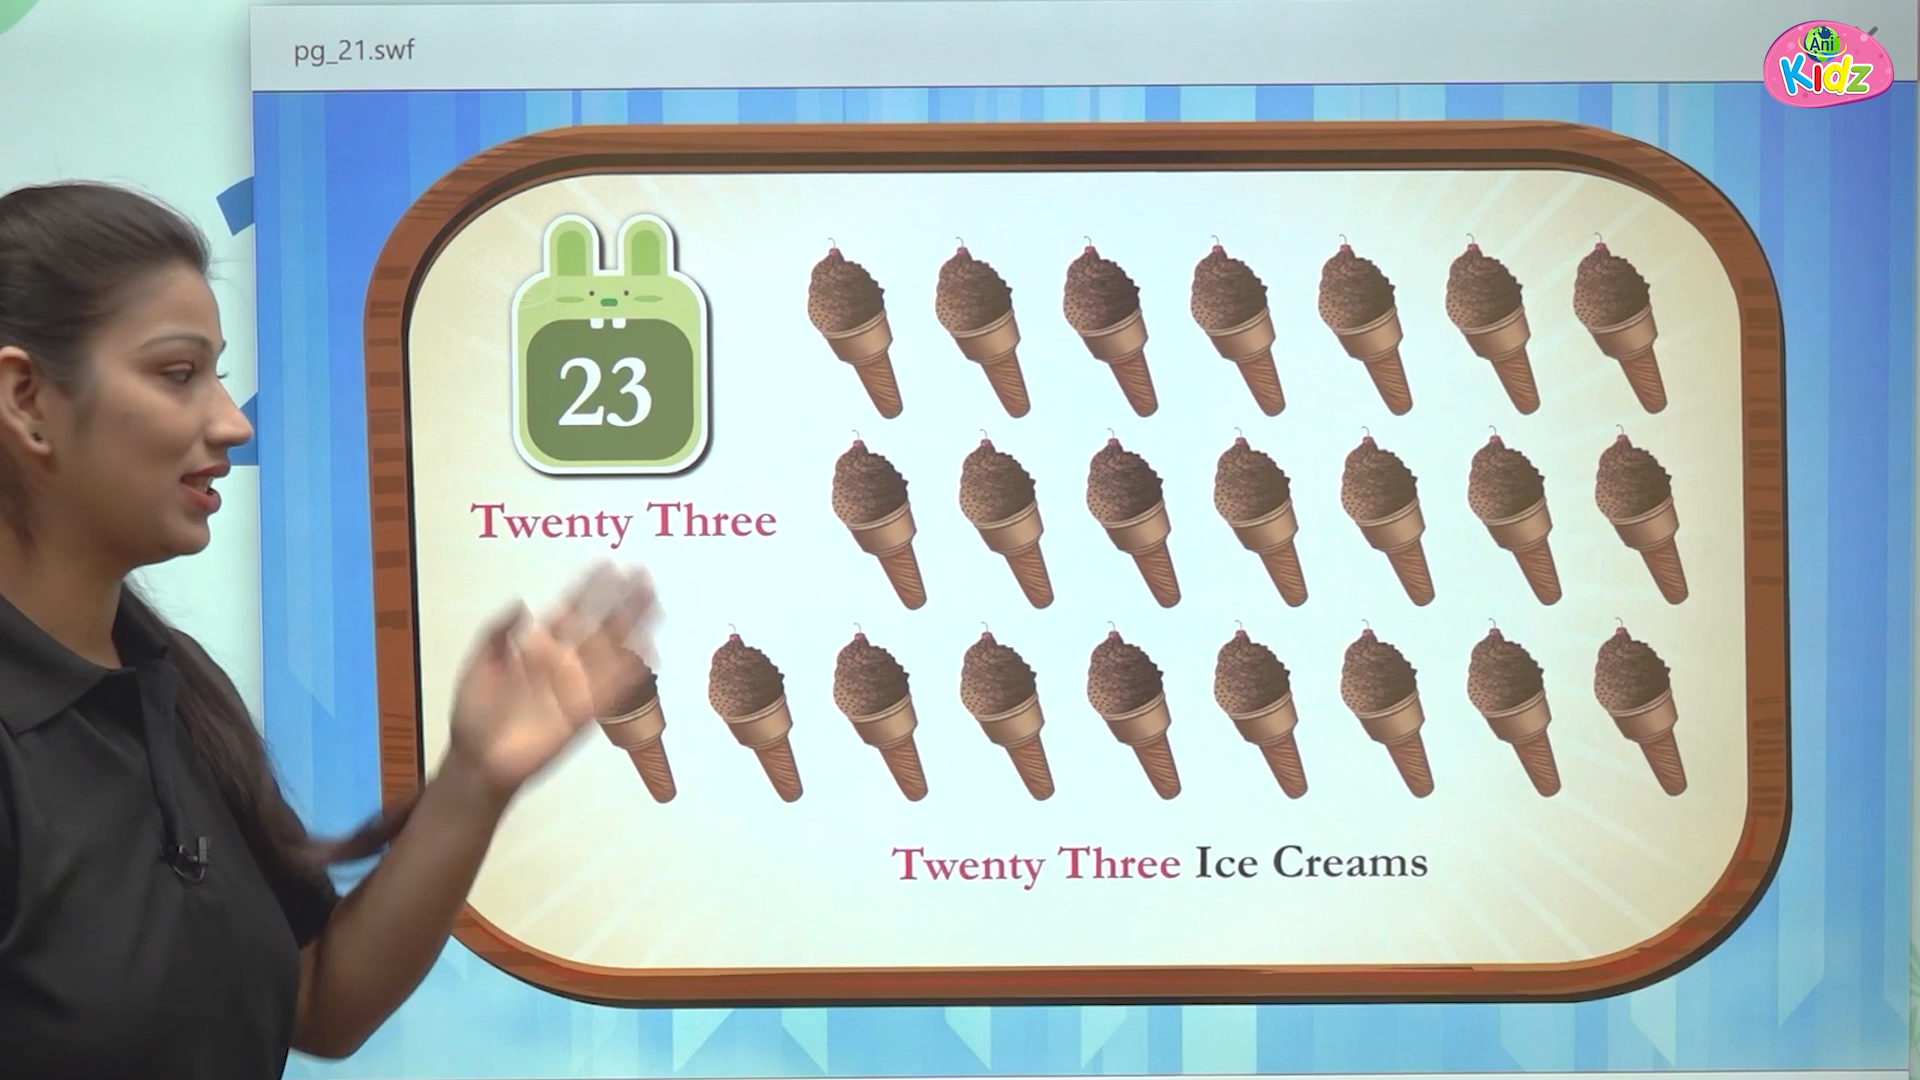 pg_21.swf
Ani
Kidz
23
Twenty Three
Twenty Three Ice Creams